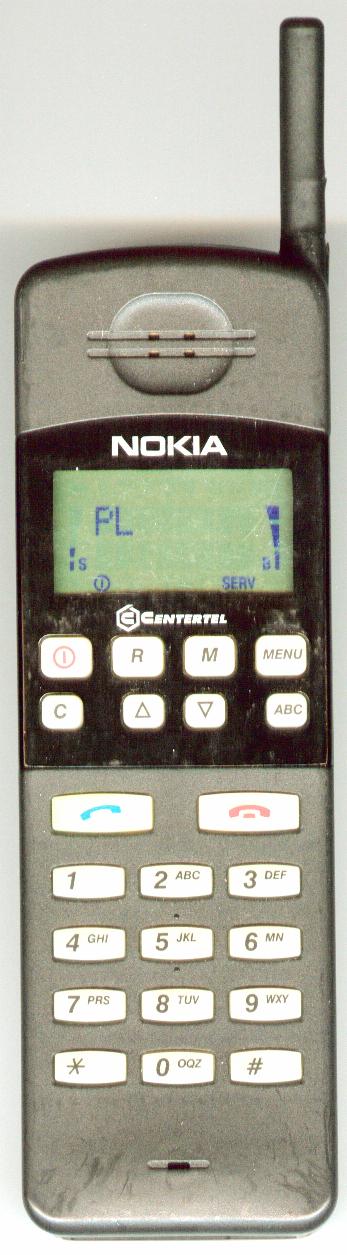 NOKIA
PL
S B
SERV
CENTERTEL
R M MENU
C ABC
1 2 ABC 3 DEF
4 GHI 5 JKL 6 MN
7 PRS 8 TUV 9 WXY
* 0 OQZ #